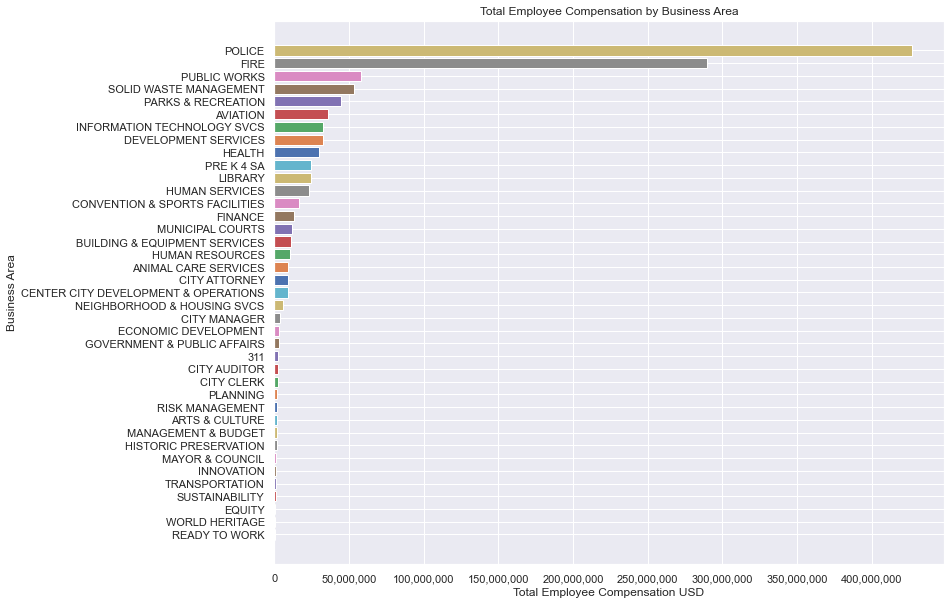 Total Employee Compensation by Business Area
POLICE
FIRE
PUBLIC WORKS
SOLID WASTE MANAGEMENT
PARKS & RECREATION
AVIATION
INFORMATION TECHNOLOGY SVCS
DEVELOPMENT SERVICES
HEALTH
PRE K 4 SA
LIBRARY
HUMAN SERVICES
CONVENTION & SPORTS FACILITIES
FINANCE
MUNICIPAL COURTS
BUILDING & EQUIPMENT SERVICES
HUMAN RESOURCES
ANIMAL CARE SERVICES
CITY ATTORNEY
CENTER CITY DEVELOPMENT & OPERATIONS
NEIGHBORHOOD & HOUSING SVCS
CITY MANAGER
ECONOMIC DEVELOPMENT
GOVERNMENT & PUBLIC AFFAIRS
311
CITY AUDITOR
CITY CLERK
PLANNING
RISK MANAGEMENT
ARTS & CULTURE
MANAGEMENT & BUDGET
HISTORIC PRESERVATION
MAYOR & COUNCIL
INNOVATION
TRANSPORTATION
SUSTAINABILITY
EQUITY
WORLD HERITAGE
READY TO WORK
Business Area
0 50,000,000 100,000,000 150,000,000 200,000,000 250,000,000 300,000,000 350,000,000 400,000,000
Total Employee Compensation USD